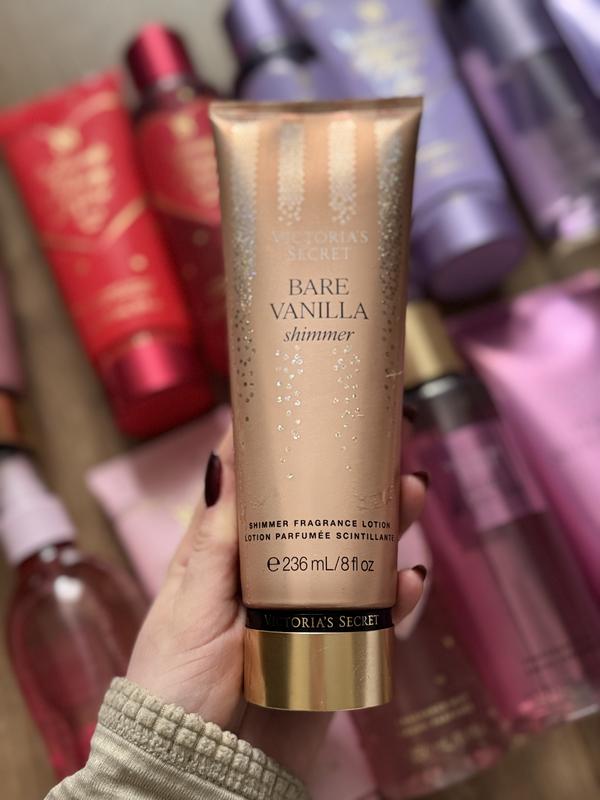 VICTORIA'S
SECRET
BARE
VANILLA
shimmer
SHIMMER FRAGRANCE LOTION
LOTION PARFUMÉE SCINTILLANTE
℮ 236 mL/8 fl oz
VICTORIA'S SECRET